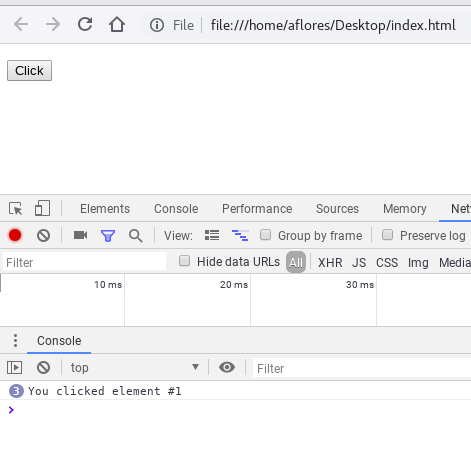 File file:///home/aflores/Desktop/index.html
Click
Elements Console Performance Sources Memory Net
View: Group by frame Preserve log
Filter Hide data URLs All XHR JS CSS Img Media
10 ms 20 ms 30 ms
Console
top Filter
3 You clicked element #1